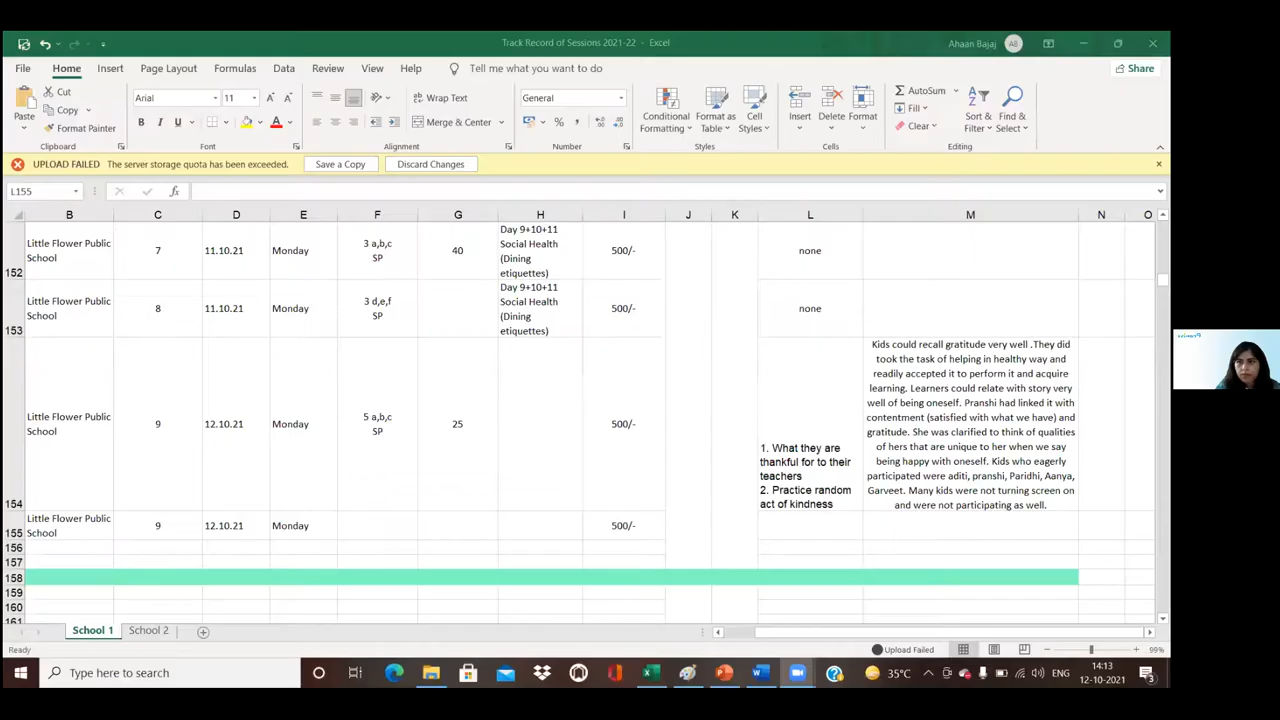 Track Record of Sessions 2021-22 - Excel
Ahaan Bajaj AB
File Home Insert Page Layout Formulas Data Review View Help Tell me what you want to do Share
Paste
Cut
Copy
Format Painter
Clipboard
Arial 11
B I U
Font
Wrap Text
Merge & Center
Alignment
General
Number
Conditional Formatting
Format as Table
Cell Styles
Styles
Insert Delete Format
Cells
AutoSum
Fill
Clear
Sort & Filter
Find & Select
Editing
UPLOAD FAILED The server storage quota has been exceeded. Save a Copy Discard Changes
L155 fx
B C D E F G H I J K L M N O
152
Little Flower Public School
7
11.10.21
Monday
3 a,b,c
SP
40
Day 9+10+11
Social Health
(Dining
etiquettes)
500/-
none
153
Little Flower Public School
8
11.10.21
Monday
3 d,e,f
SP
Day 9+10+11
Social Health
(Dining
etiquettes)
500/-
none
154
Little Flower Public School
9
12.10.21
Monday
5 a,b,c
SP
25
500/-
1. What they are
thankful for to their
teachers
2. Practice random
act of kindness
Kids could recall gratitude very well .They did
took the task of helping in healthy way and
readily accepted it to perform it and acquire
learning. Learners could relate with story very
well of being oneself. Pranshi had linked it with
contentment (satisfied with what we have) and
gratitude. She was clarified to think of qualities
of hers that are unique to her when we say
being happy with oneself. Kids who eagerly
participated were aditi, pranshi, Paridhi, Aanya,
Garveet. Many kids were not turning screen on
and were not participating as well.
155
Little Flower Public School
9
12.10.21
Monday
500/-
156
157
158
159
160
161
School 1 School 2
Ready Upload Failed 99%
Type here to search
35°C
ENG
14:13
12-10-2021
3